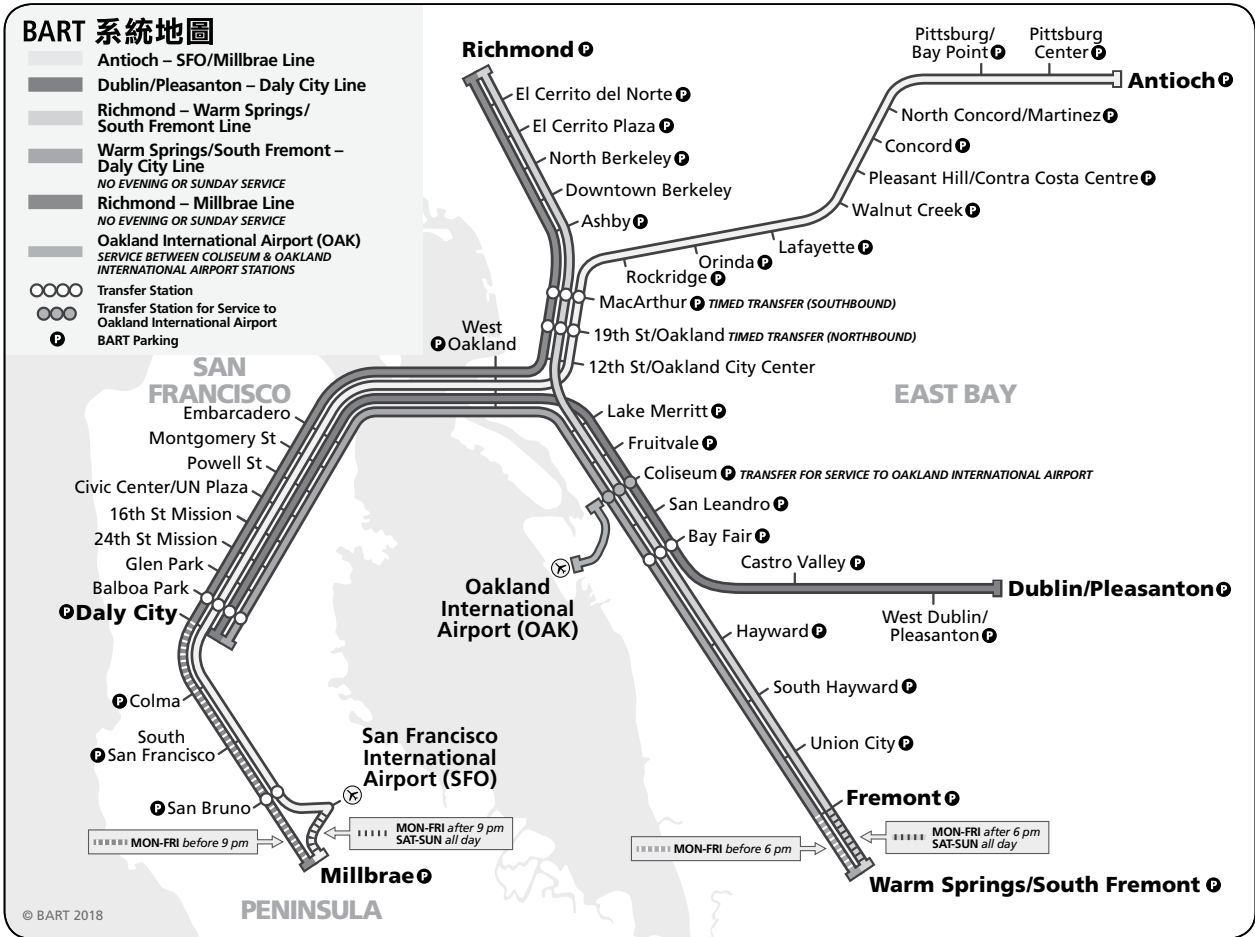 BART 系統地圖
Antioch – SFO/Millbrae Line
Dublin/Pleasanton – Daly City Line
Richmond – Warm Springs/
South Fremont Line
Warm Springs/South Fremont –
Daly City Line
NO EVENING OR SUNDAY SERVICE
Richmond – Millbrae Line
NO EVENING OR SUNDAY SERVICE
Oakland International Airport (OAK)
SERVICE BETWEEN COLISEUM & OAKLAND
INTERNATIONAL AIRPORT STATIONS
Transfer Station
Transfer Station for Service to
Oakland International Airport
P BART Parking
Richmond P
El Cerrito del Norte P
El Cerrito Plaza P
North Berkeley P
Downtown Berkeley
Ashby P
Pittsburg/
Bay Point P
Pittsburg
Center P
Antioch P
North Concord/Martinez P
Concord P
Pleasant Hill/Contra Costa Centre P
Walnut Creek P
Lafayette P
Orinda P
Rockridge P
MacArthur P TIMED TRANSFER (SOUTHBOUND)
19th St/Oakland TIMED TRANSFER (NORTHBOUND)
12th St/Oakland City Center
West
P Oakland
SAN
FRANCISCO
EAST BAY
Embarcadero
Montgomery St
Powell St
Civic Center/UN Plaza
16th St Mission
24th St Mission
Glen Park
Balboa Park
P Daly City
Lake Merritt P
Fruitvale P
Coliseum P TRANSFER FOR SERVICE TO OAKLAND INTERNATIONAL AIRPORT
San Leandro P
Bay Fair P
Castro Valley P
Dublin/Pleasanton P
West Dublin/
Pleasanton P
Oakland
International
Airport (OAK)
Hayward P
South Hayward P
Union City P
Fremont P
P Colma
South
P San Francisco
San Francisco
International
Airport (SFO)
P San Bruno
MON-FRI before 9 pm
MON-FRI after 9 pm
SAT-SUN all day
MON-FRI before 6 pm
MON-FRI after 6 pm
SAT-SUN all day
Millbrae P
Warm Springs/South Fremont P
PENINSULA
© BART 2018